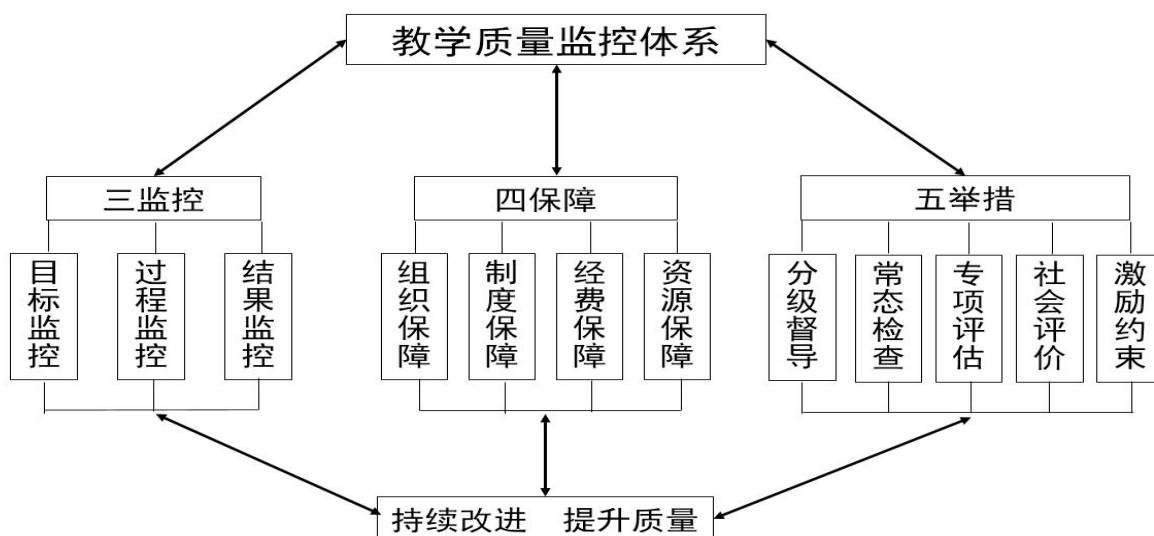 教学质量监控体系
三监控
四保障
五举措
目标监控
过程监控
结果监控
组织保障
制度保障
经费保障
资源保障
分级督导
常态检查
专项评估
社会评价
激励约束
持续改进 提升质量